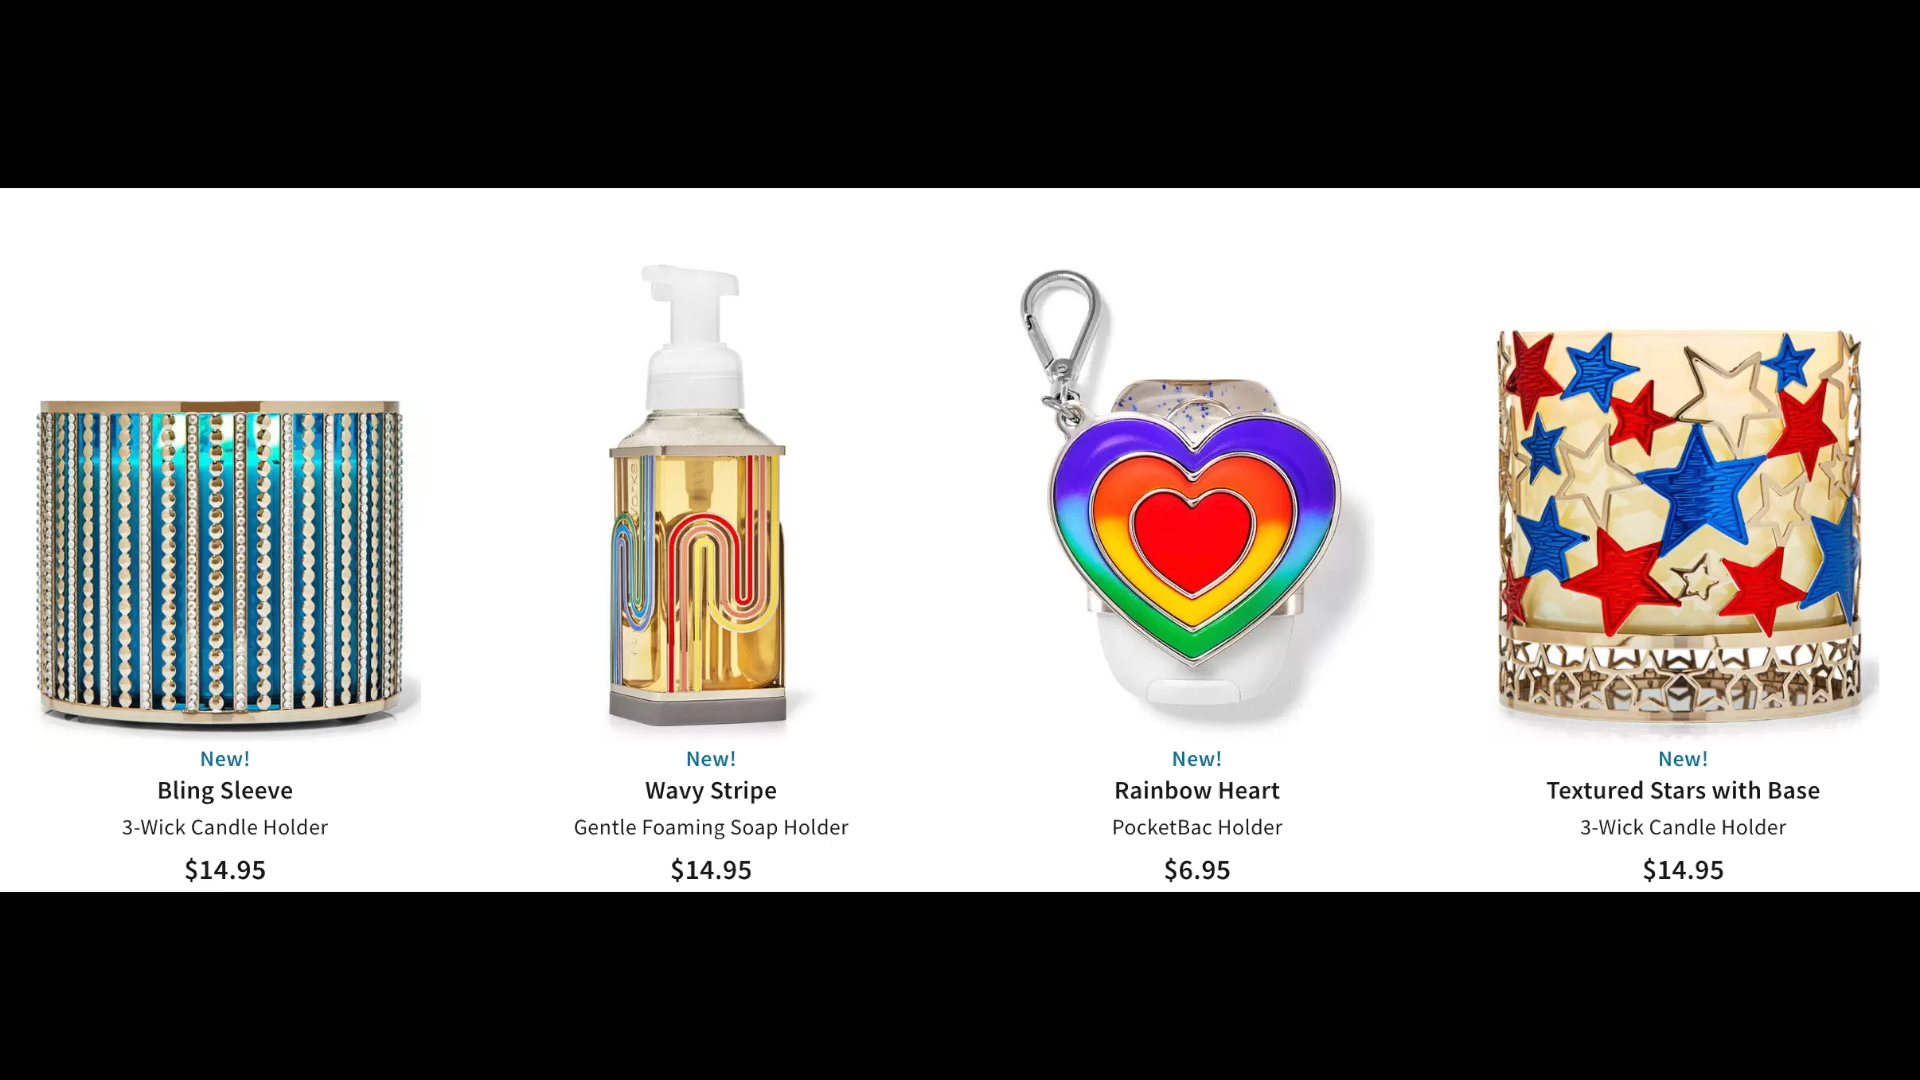 New!
Bling Sleeve
3-Wick Candle Holder
$14.95
New!
Wavy Stripe
Gentle Foaming Soap Holder
$14.95
New!
Rainbow Heart
PocketBac Holder
$6.95
New!
Textured Stars with Base
3-Wick Candle Holder
$14.95